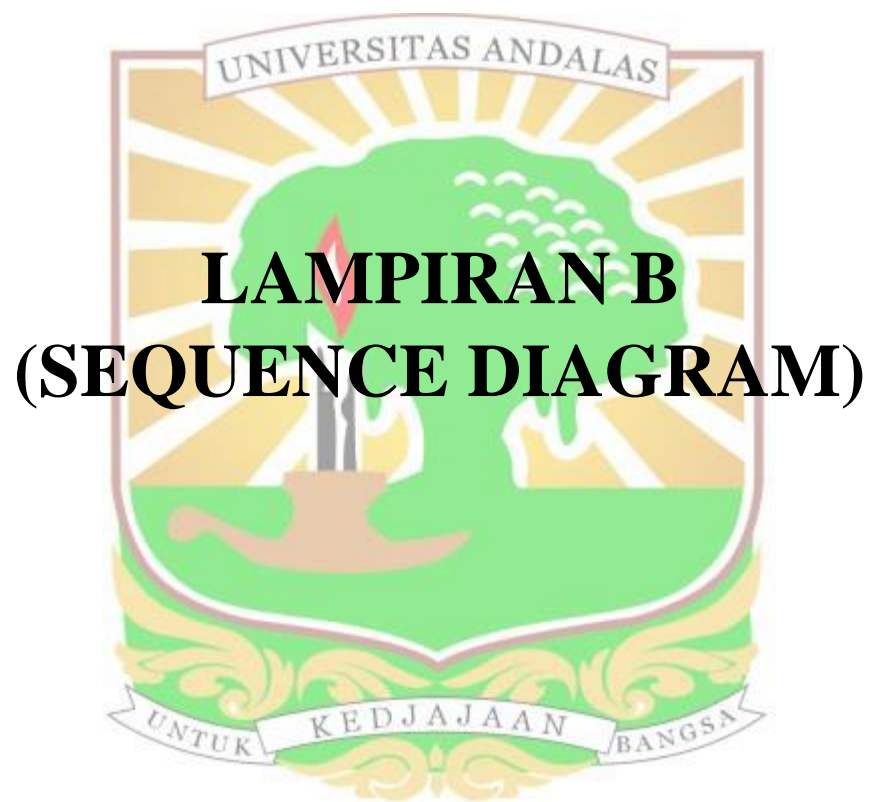 UNIVERSITAS ANDALAS
LAMPIRAN B
(SEQUENCE DIAGRAM)
UNTUK KEDJAJAAN BANGSA